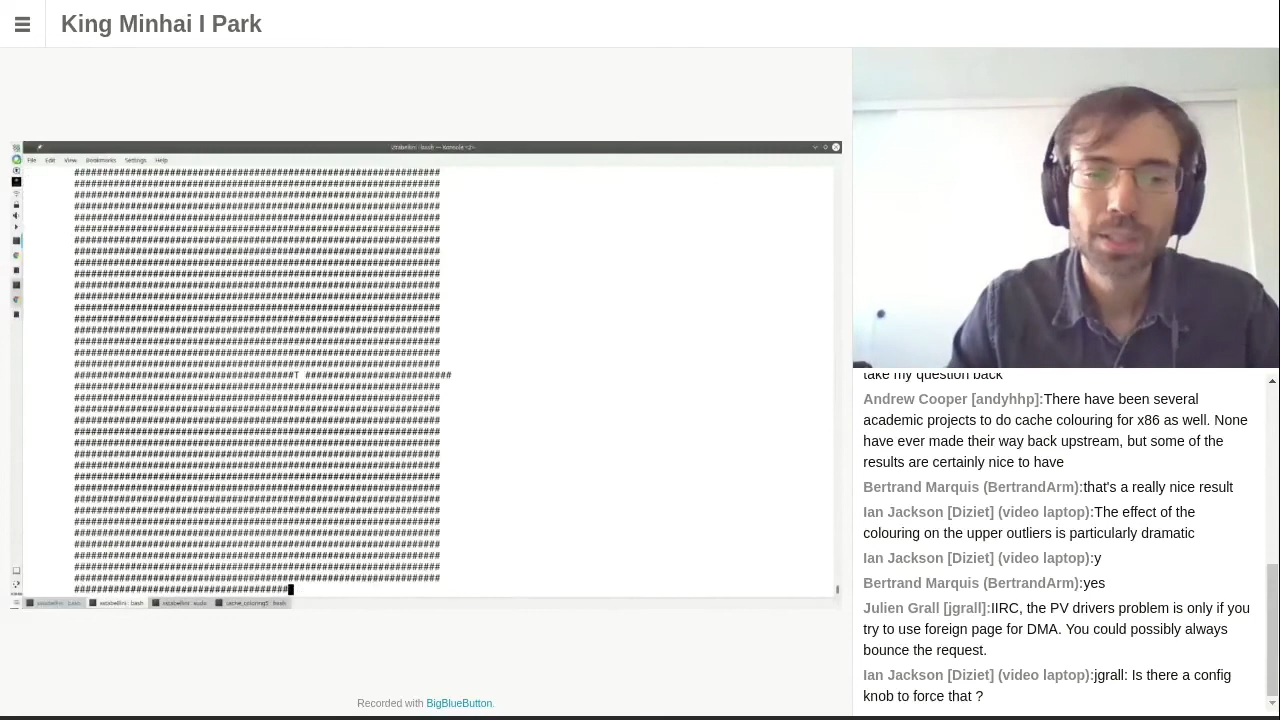 King Minhai I Park
File Edit View Bookmarks Settings Help
take my question back
Andrew Cooper [andyhhp]:There have been several
academic projects to do cache colouring for x86 as well. None
have ever made their way back upstream, but some of the
results are certainly nice to have
Bertrand Marquis (BertrandArm):that's a really nice result
Ian Jackson [Diziet] (video laptop):The effect of the
colouring on the upper outliers is particularly dramatic
Ian Jackson [Diziet] (video laptop):y
Bertrand Marquis (BertrandArm):yes
Julien Grall [jgrall]:IIRC, the PV drivers problem is only if you
try to use foreign page for DMA. You could possibly always
bounce the request.
Ian Jackson [Diziet] (video laptop):jgrall: Is there a config
knob to force that ?
Recorded with BigBlueButton.